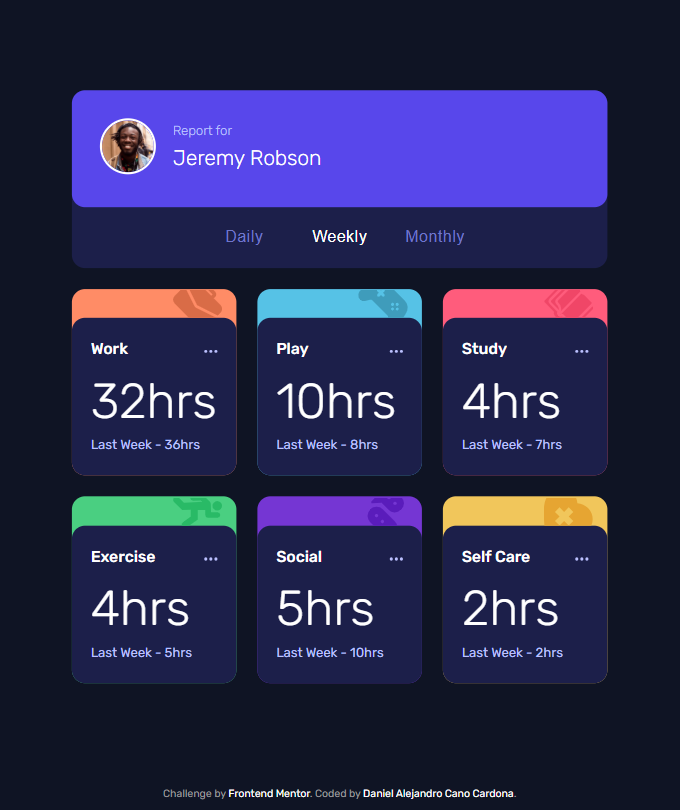 Report for
Jeremy Robson
Daily Weekly Monthly
Work
32hrs
Last Week - 36hrs
Play
10hrs
Last Week - 8hrs
Study
4hrs
Last Week - 7hrs
Exercise
4hrs
Last Week - 5hrs
Social
5hrs
Last Week - 10hrs
Self Care
2hrs
Last Week - 2hrs
Challenge by Frontend Mentor. Coded by Daniel Alejandro Cano Cardona.